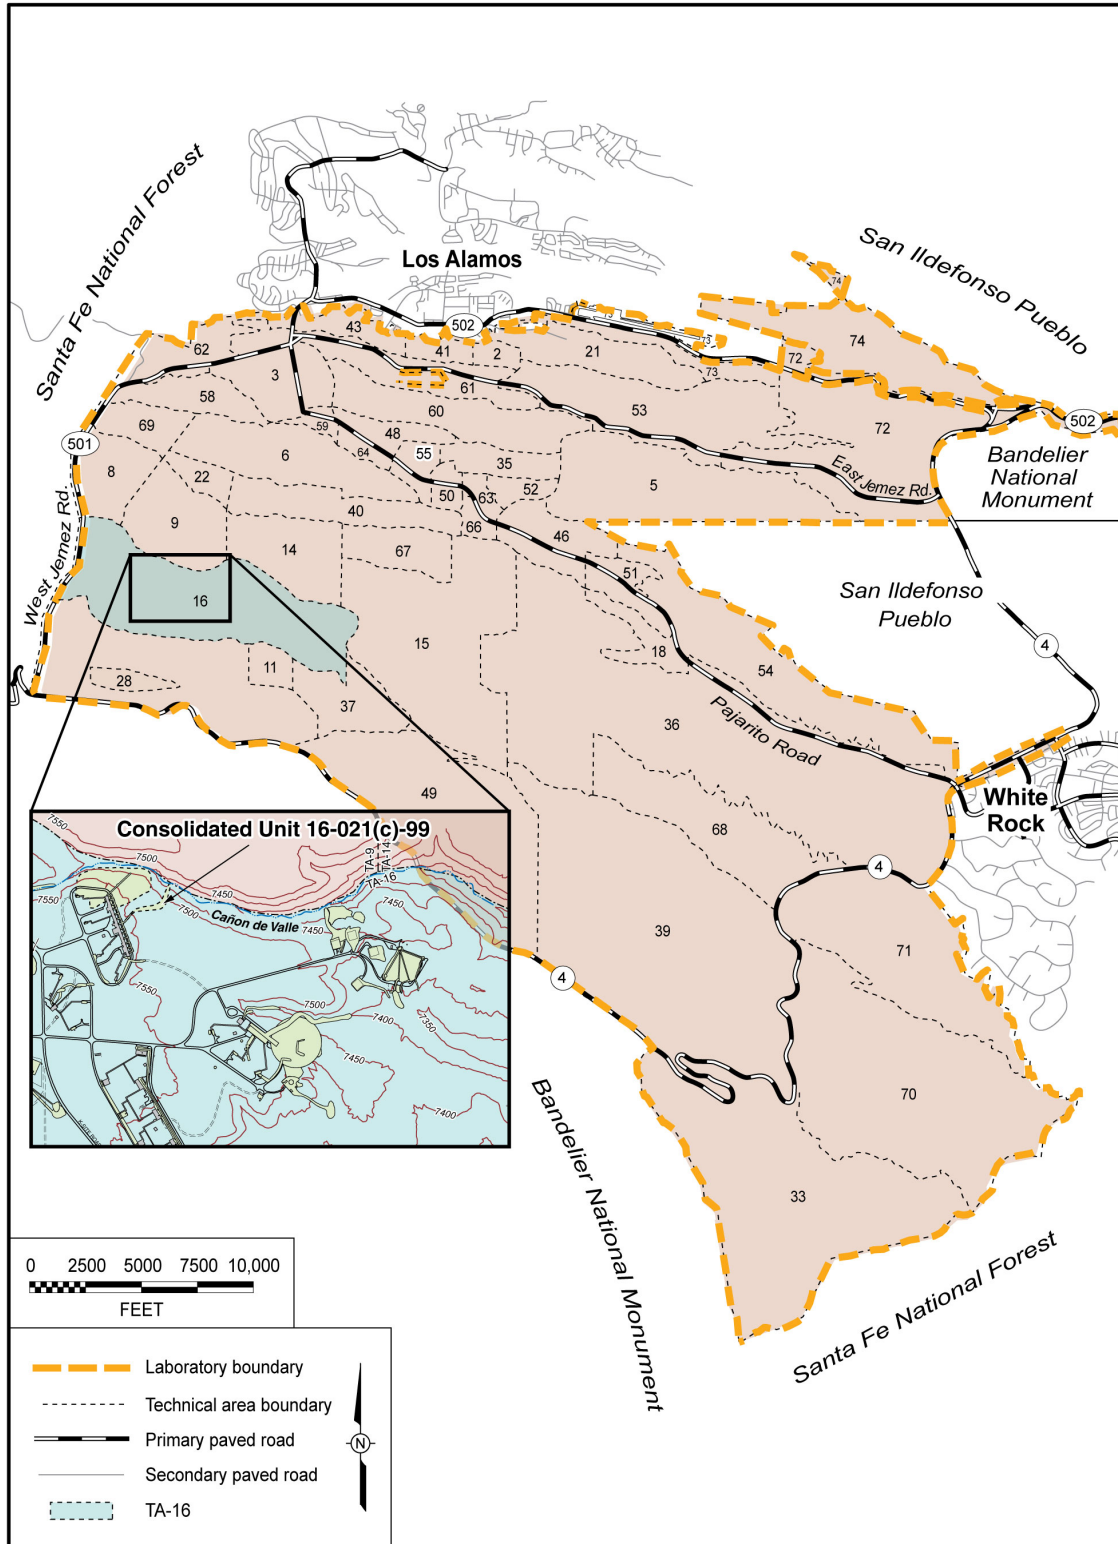 Santa Fe National Forest
Los Alamos
San Ildefonso Pueblo
502
74
74
43
62
41
2
21
73
73
72
3
61
58
60
53
72
502
69
59
48
501
8
6
64
55
35
East Jemez Rd.
Bandelier
National
Monument
22
50
63
52
5
9
40
66
46
West Jemez Rd.
14
67
51
16
San Ildefonso
Pueblo
15
18
54
4
11
28
37
36
Pajarito Road
49
68
White
Rock
4
39
71
4
70
33
Consolidated Unit 16-021(c)-99
7550
7500
7450
TA-9
TA-14
TA-16
7550
7500
Cañon de Valle
7450
7450
7550
7500
7400
7350
7450
7400
Bandelier National Monument
Santa Fe National Forest
0 2500 5000 7500 10,000
FEET
Laboratory boundary
Technical area boundary
Primary paved road
Secondary paved road
TA-16
N